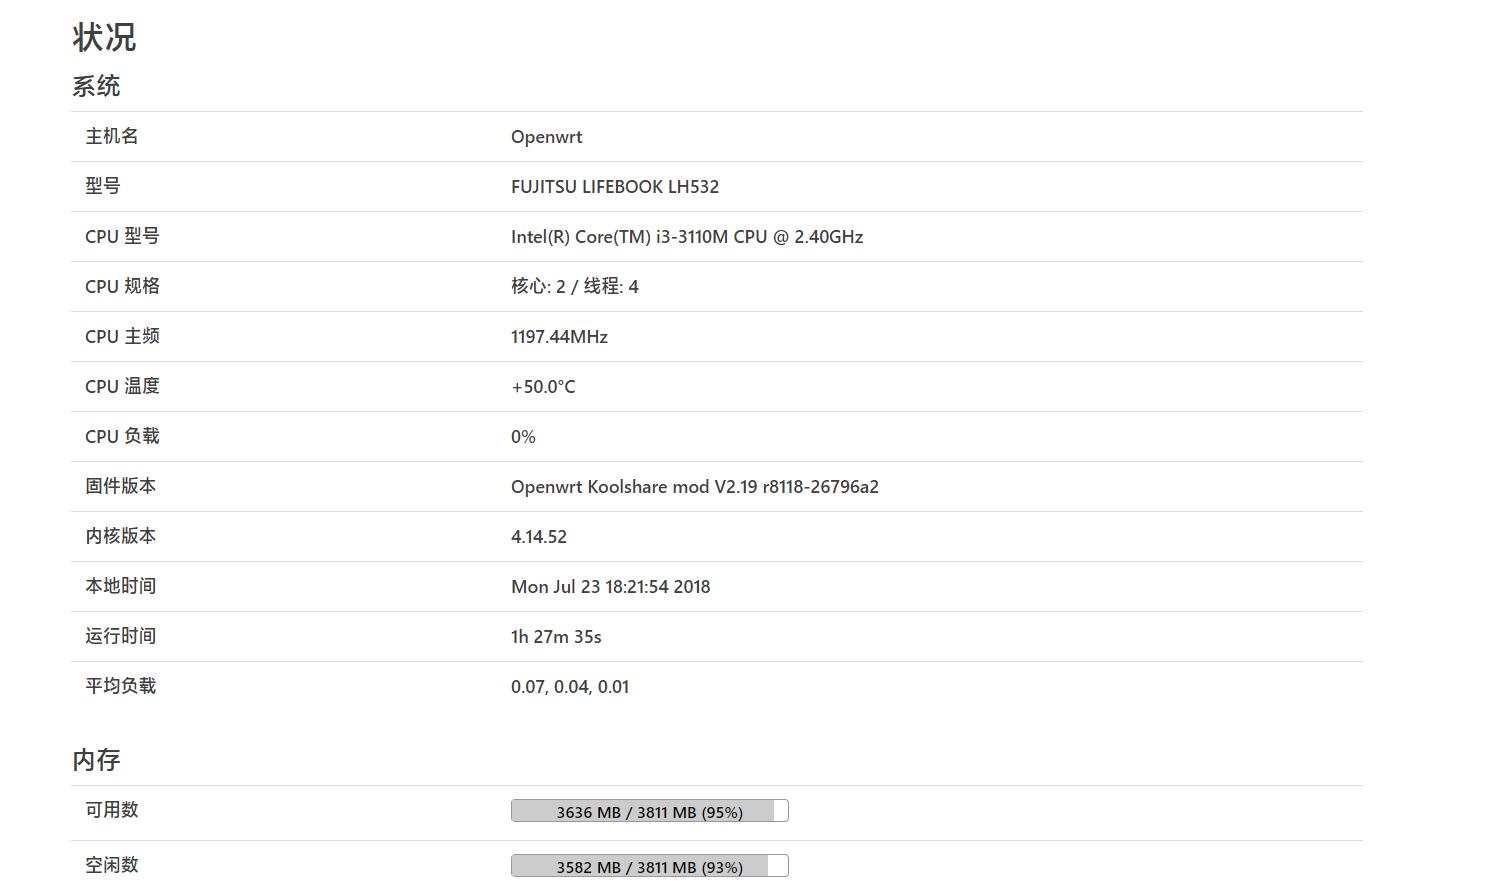 状况
系统
主机名 Openwrt
型号 FUJITSU LIFEBOOK LH532
CPU 型号 Intel(R) Core(TM) i3-3110M CPU @ 2.40GHz
CPU 规格 核心: 2 / 线程: 4
CPU 主频 1197.44MHz
CPU 温度 +50.0°C
CPU 负载 0%
固件版本 Openwrt Koolshare mod V2.19 r8118-26796a2
内核版本 4.14.52
本地时间 Mon Jul 23 18:21:54 2018
运行时间 1h 27m 35s
平均负载 0.07, 0.04, 0.01
内存
可用数 3636 MB / 3811 MB (95%)
空闲数 3582 MB / 3811 MB (93%)